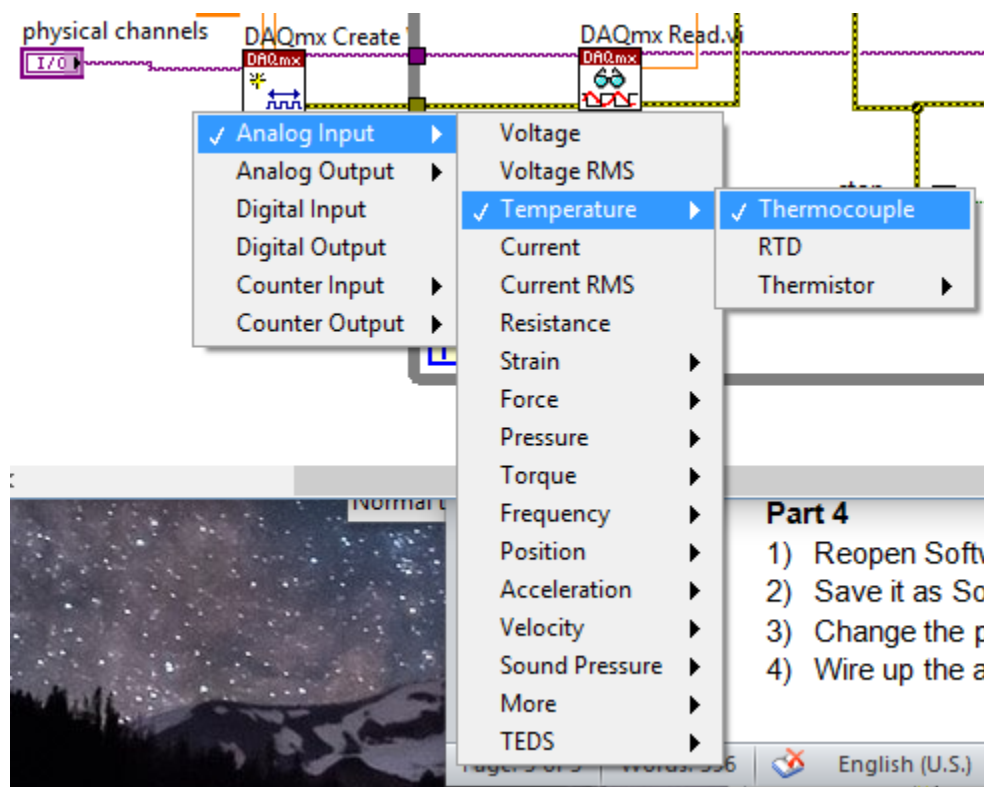 physical channels
DAQmx Create
DAQmx Read.vi
I/O
DAQmx
DAQmx
Analog Input
Analog Output
Digital Input
Digital Output
Counter Input
Counter Output
Voltage
Voltage RMS
Temperature
Current
Current RMS
Resistance
Strain
Force
Pressure
Torque
Frequency
Position
Acceleration
Velocity
Sound Pressure
More
TEDS
Thermocouple
RTD
Thermistor
Normal
Part 4
1) Reopen Softw
2) Save it as So
3) Change the p
4) Wire up the a
English (U.S.)